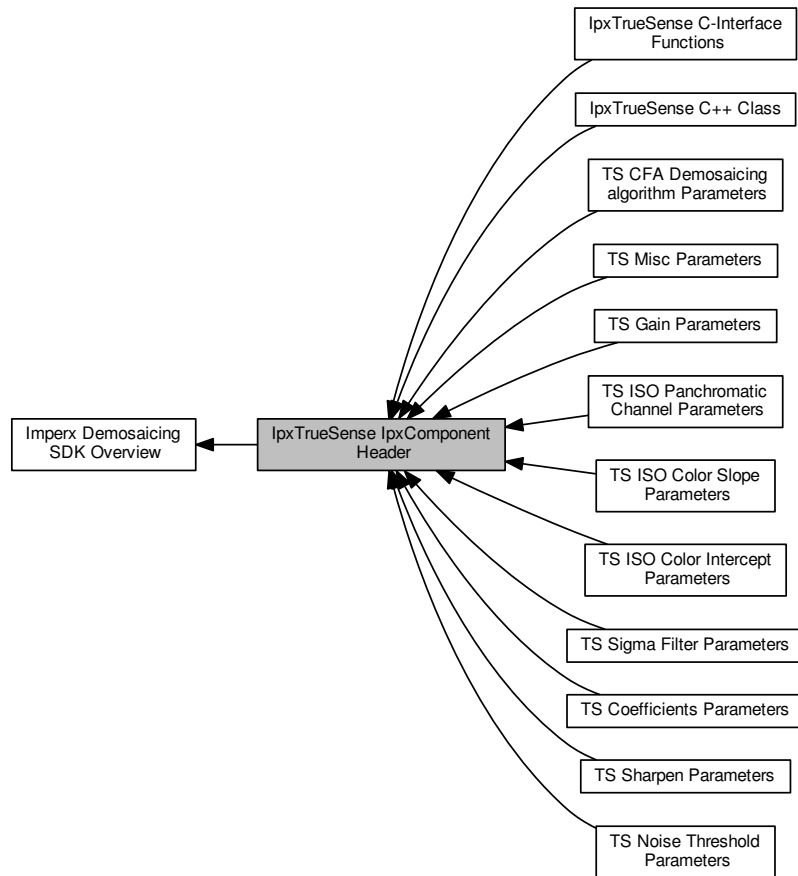 IpxTrueSense C-Interface
Functions
IpxTrueSense C++ Class
TS CFA Demosaicing
algorithm Parameters
TS Misc Parameters
TS Gain Parameters
TS ISO Panchromatic
Channel Parameters
Imperx Demosaicing
SDK Overview
IpxTrueSense IpxComponent
Header
TS ISO Color Slope
Parameters
TS ISO Color Intercept
Parameters
TS Sigma Filter Parameters
TS Coefficients Parameters
TS Sharpen Parameters
TS Noise Threshold
Parameters